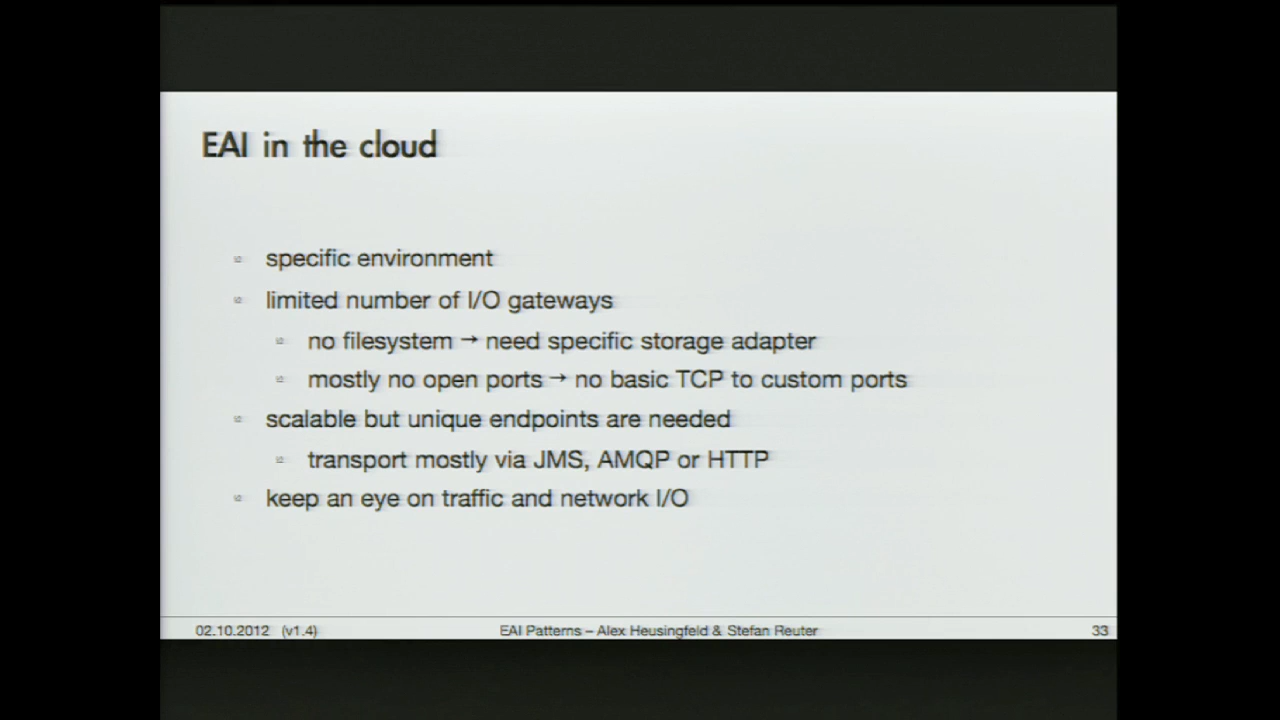 EAI in the cloud
specific environment
limited number of I/O gateways
no filesystem → need specific storage adapter
mostly no open ports → no basic TCP to custom ports
scalable but unique endpoints are needed
transport mostly via JMS, AMQP or HTTP
keep an eye on traffic and network I/O
02.10.2012 (v1.4) EAI Patterns – Alex Heusingfeld & Stefan Reuter 33